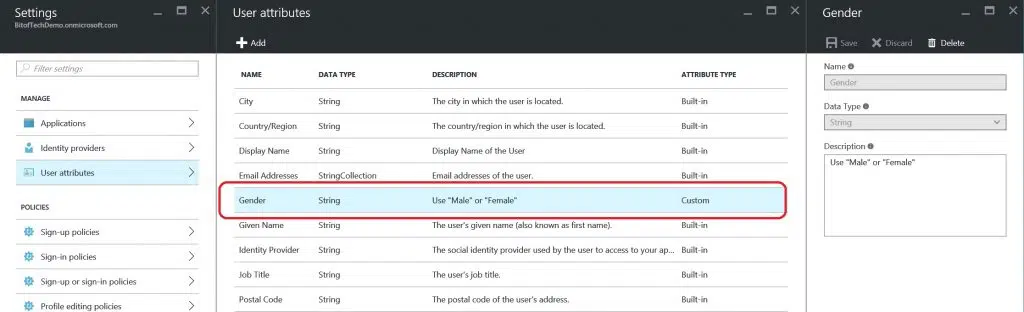 Settings
BitofTechDemo.onmicrosoft.com
Filter settings
MANAGE
Applications
Identity providers
User attributes
POLICIES
Sign-up policies
Sign-in policies
Sign-up or sign-in policies
Profile editing policies
User attributes
Add
NAME DATA TYPE DESCRIPTION ATTRIBUTE TYPE
City String The city in which the user is located. Built-in
Country/Region String The country/region in which the user is located. Built-in
Display Name String Display Name of the User Built-in
Email Addresses StringCollection Email addresses of the user. Built-in
Gender String Use "Male" or "Female" Custom
Given Name String The user's given name (also known as first name). Built-in
Identity Provider String The social identity provider used by the user to access to your ap... Built-in
Job Title String The user's job title. Built-in
Postal Code String The postal code of the user's address. Built-in
Gender
Save Discard Delete
Name
Gender
Data Type
String
Description
Use "Male" or "Female"